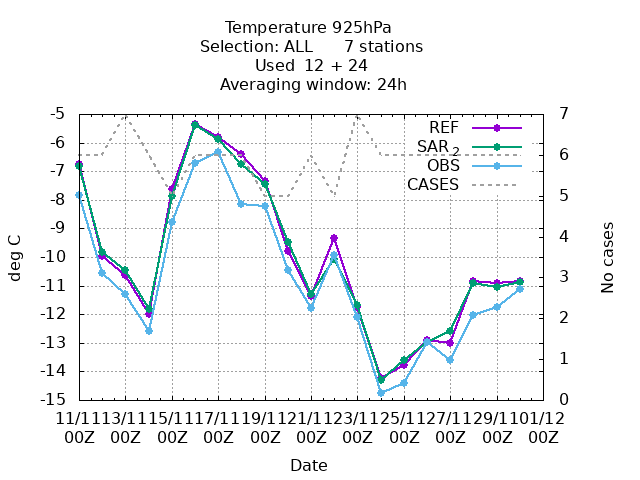 Temperature 925hPa
Selection: ALL      7 stations
Used  12 + 24
Averaging window: 24h
-5
-6
-7
-8
-9
-10
-11
-12
-13
-14
-15
7
6
5
4
3
2
1
0
deg C
No cases
REF
SAR 2
OBS
CASES
11/11 13/11 15/11 17/11 19/11 21/11 23/11 25/11 27/11 29/11 01/12
00Z 00Z 00Z 00Z 00Z 00Z 00Z 00Z 00Z 00Z 00Z
Date